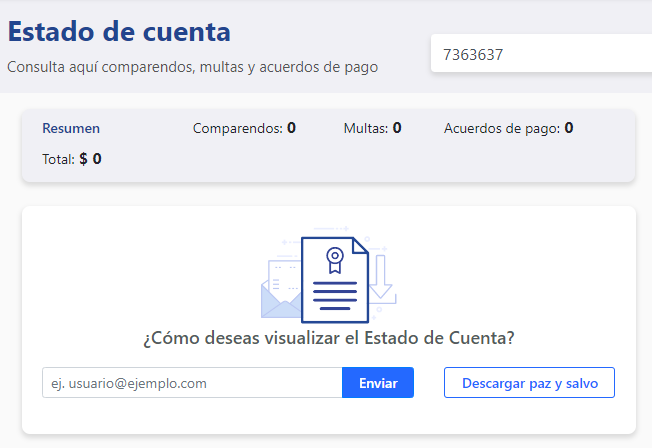 Estado de cuenta
Consulta aquí comparendos, multas y acuerdos de pago
7363637
Resumen Comparendos: 0 Multas: 0 Acuerdos de pago: 0
Total: $ 0
¿Cómo deseas visualizar el Estado de Cuenta?
ej. usuario@ejemplo.com Enviar Descargar paz y salvo